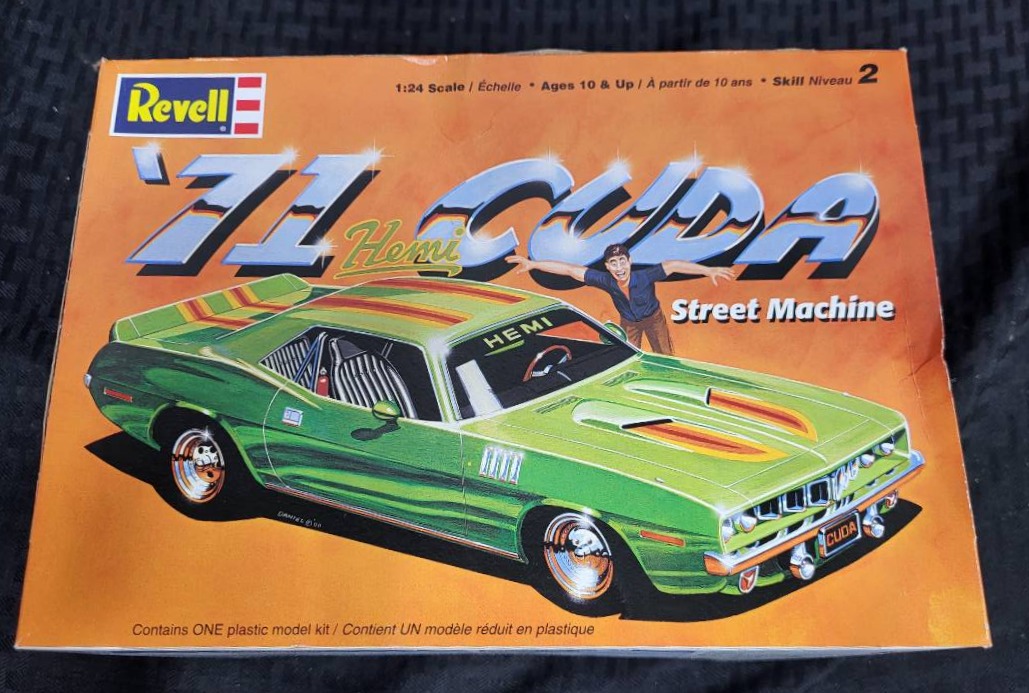 Revell®
1:24 Scale / Échelle • Ages 10 & Up / À partir de 10 ans • Skill Niveau 2
'71 Hemi CUDA
Street Machine
HEMI
CUDA
Contains ONE plastic model kit / Contient UN modèle réduit en plastique